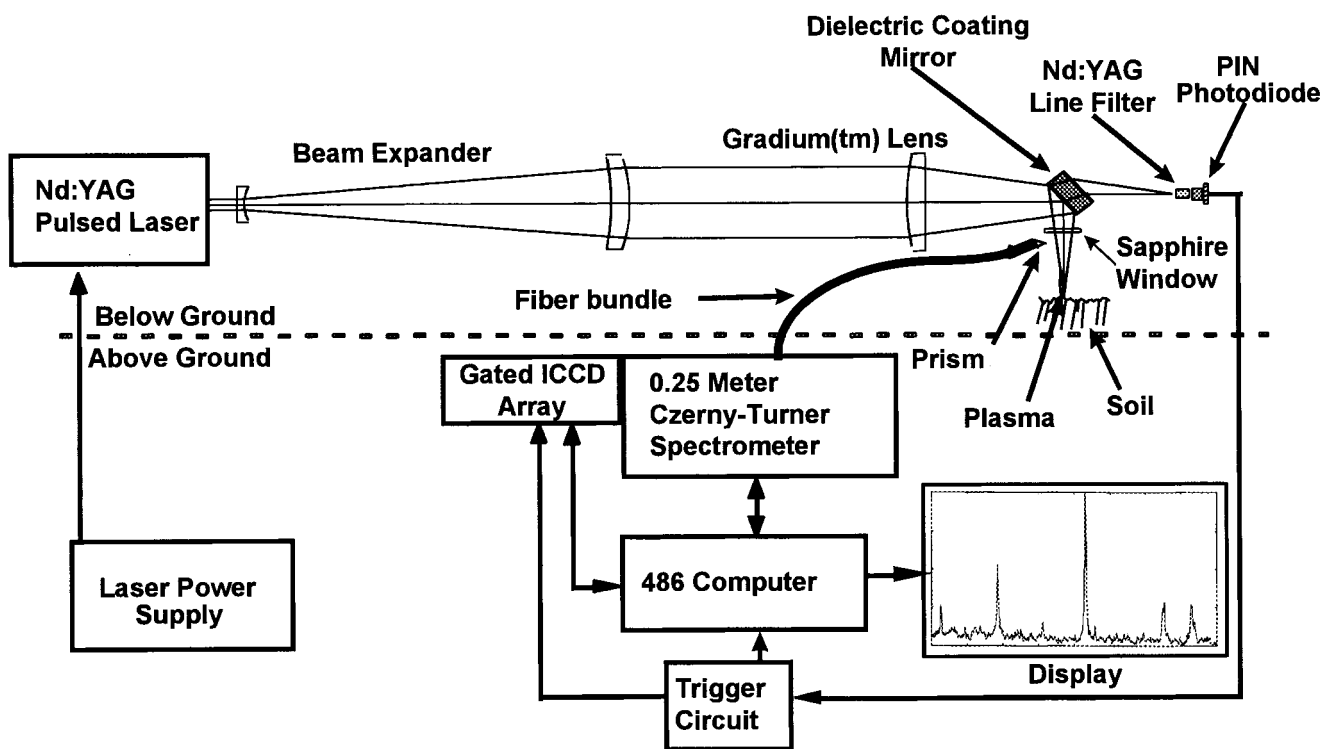 Dielectric Coating
Mirror
Nd:YAG
Line Filter
PIN
Photodiode
Beam Expander
Gradium(tm) Lens
Nd:YAG
Pulsed Laser
Sapphire
Window
Fiber bundle
Below Ground
Above Ground
Prism
Plasma
Soil
Gated ICCD
Array
0.25 Meter
Czerny-Turner
Spectrometer
Laser Power
Supply
486 Computer
Display
Trigger
Circuit